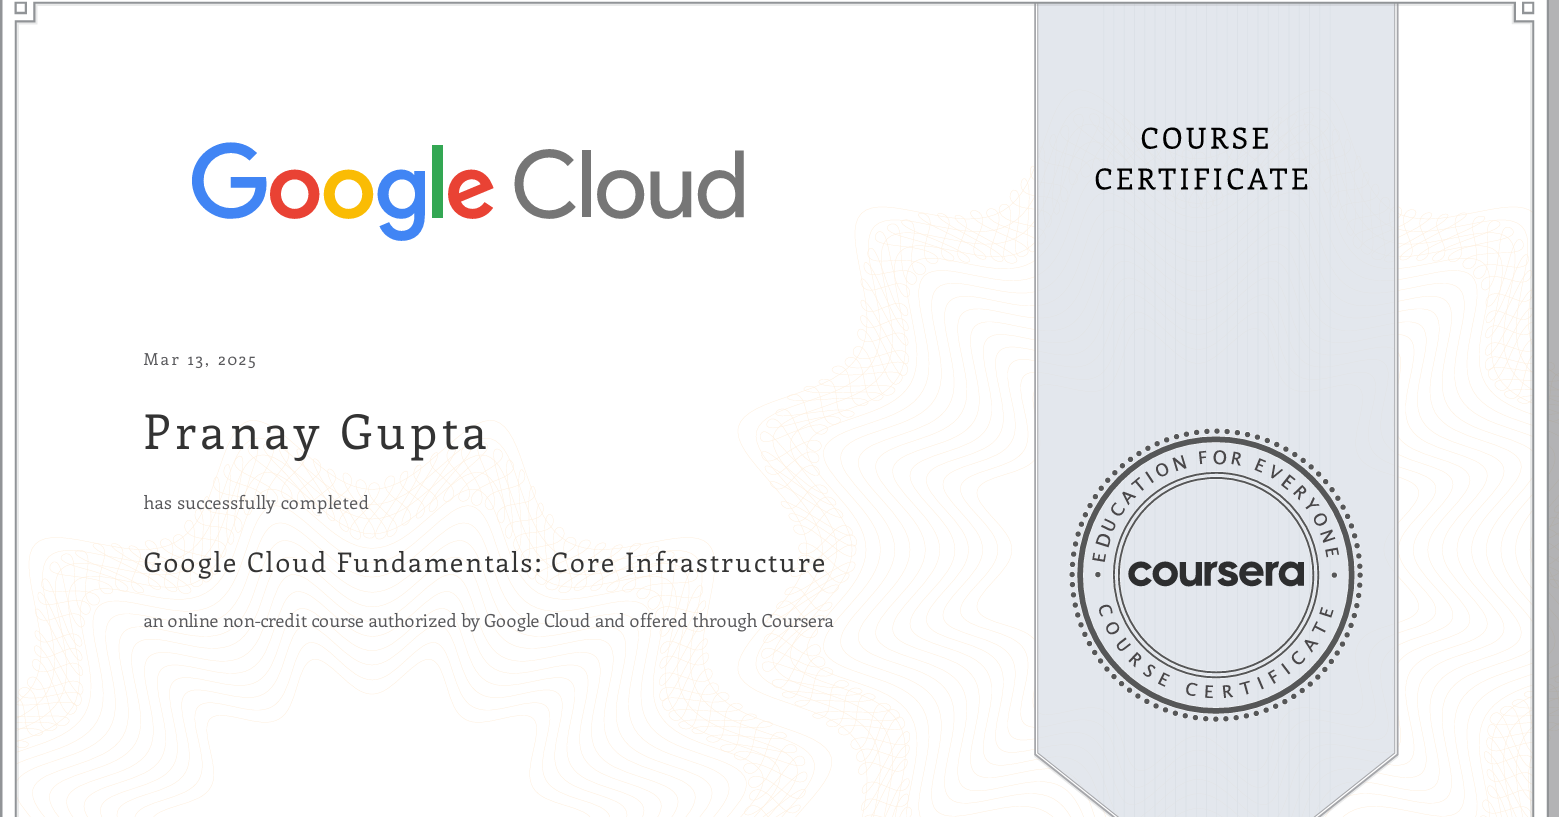 Google Cloud
COURSE
CERTIFICATE
Mar 13, 2025
Pranay Gupta
has successfully completed
Google Cloud Fundamentals: Core Infrastructure
an online non-credit course authorized by Google Cloud and offered through Coursera
• EDUCATION FOR EVERYONE •
coursera
COURSE CERTIFICATE